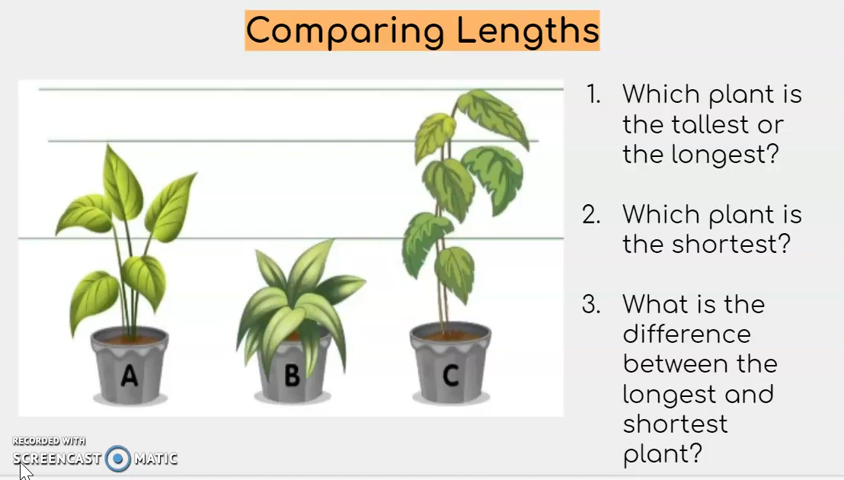 Comparing Lengths
1. Which plant is
the tallest or
the longest?
2. Which plant is
the shortest?
3. What is the
difference
between the
longest and
shortest
plant?
A
B
C
RECORDED WITH
SCREENCAST MATIC